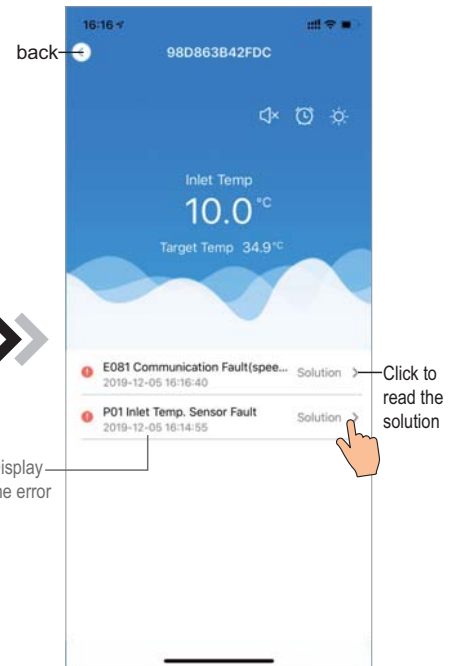 16:16
back
98D863B42FDC
Inlet Temp
10.0 °C
Target Temp 34.9 °C
E081 Communication Fault(spee... Solution
2019-12-05 16:16:40
Click to
read the
solution
P01 Inlet Temp. Sensor Fault Solution
2019-12-05 16:14:55
isplay
e error